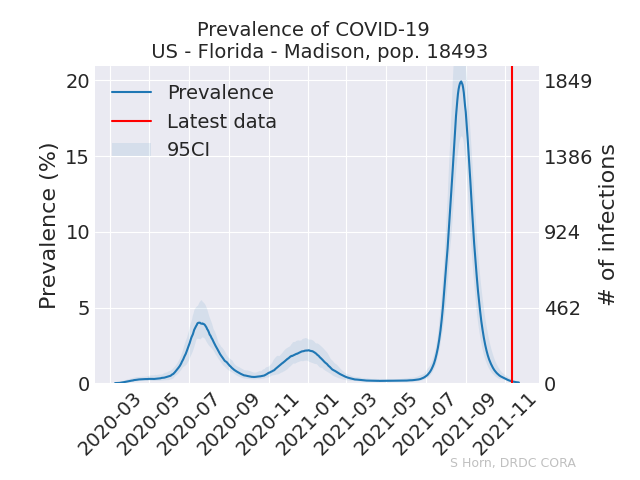 Prevalence of COVID-19
US - Florida - Madison, pop. 18493
Prevalence
Latest data
95CI
Prevalence (%)
20
15
10
5
0
1849
1386
924
462
0
# of infections
2020-03
2020-05
2020-07
2020-09
2020-11
2021-01
2021-03
2021-05
2021-07
2021-09
2021-11
S Horn, DRDC CORA